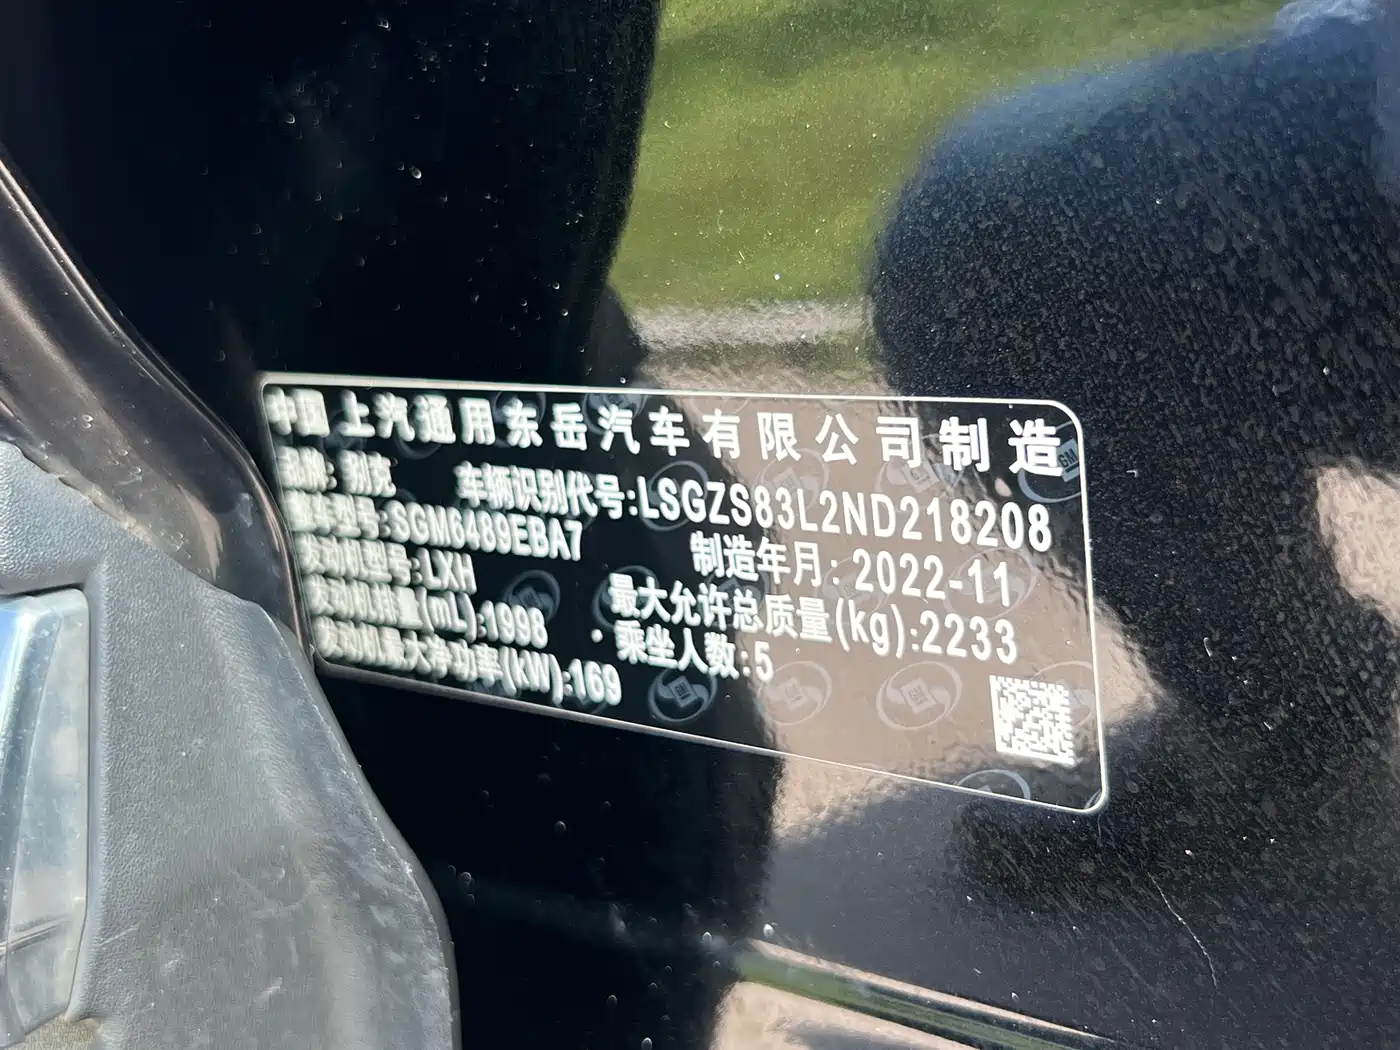 中国 上汽通用东岳汽车有限公司制造
品牌: 别克 车辆识别代号:LSGZS83L2ND218208
整车型号:SGM6489EBA7 制造年月: 2022-11
发动机型号:LXH 最大允许总质量(kg):2233
发动机排量(mL):1998 乘坐人数:5
发动机最大净功率(kW):169
GM